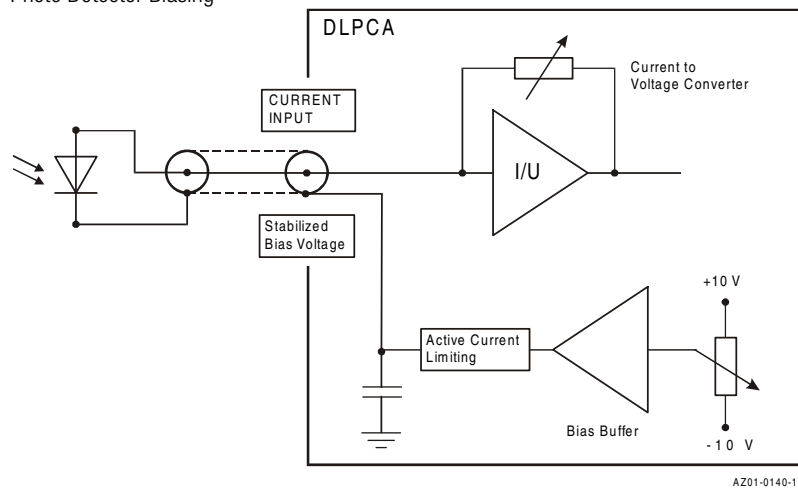 Photo Detector Biasing
DLPCA
CURRENT
INPUT
Current to
Voltage Converter
I/U
Stabilized
Bias Voltage
+10 V
Active Current
Limiting
Bias Buffer
-10 V
AZ01-0140-1